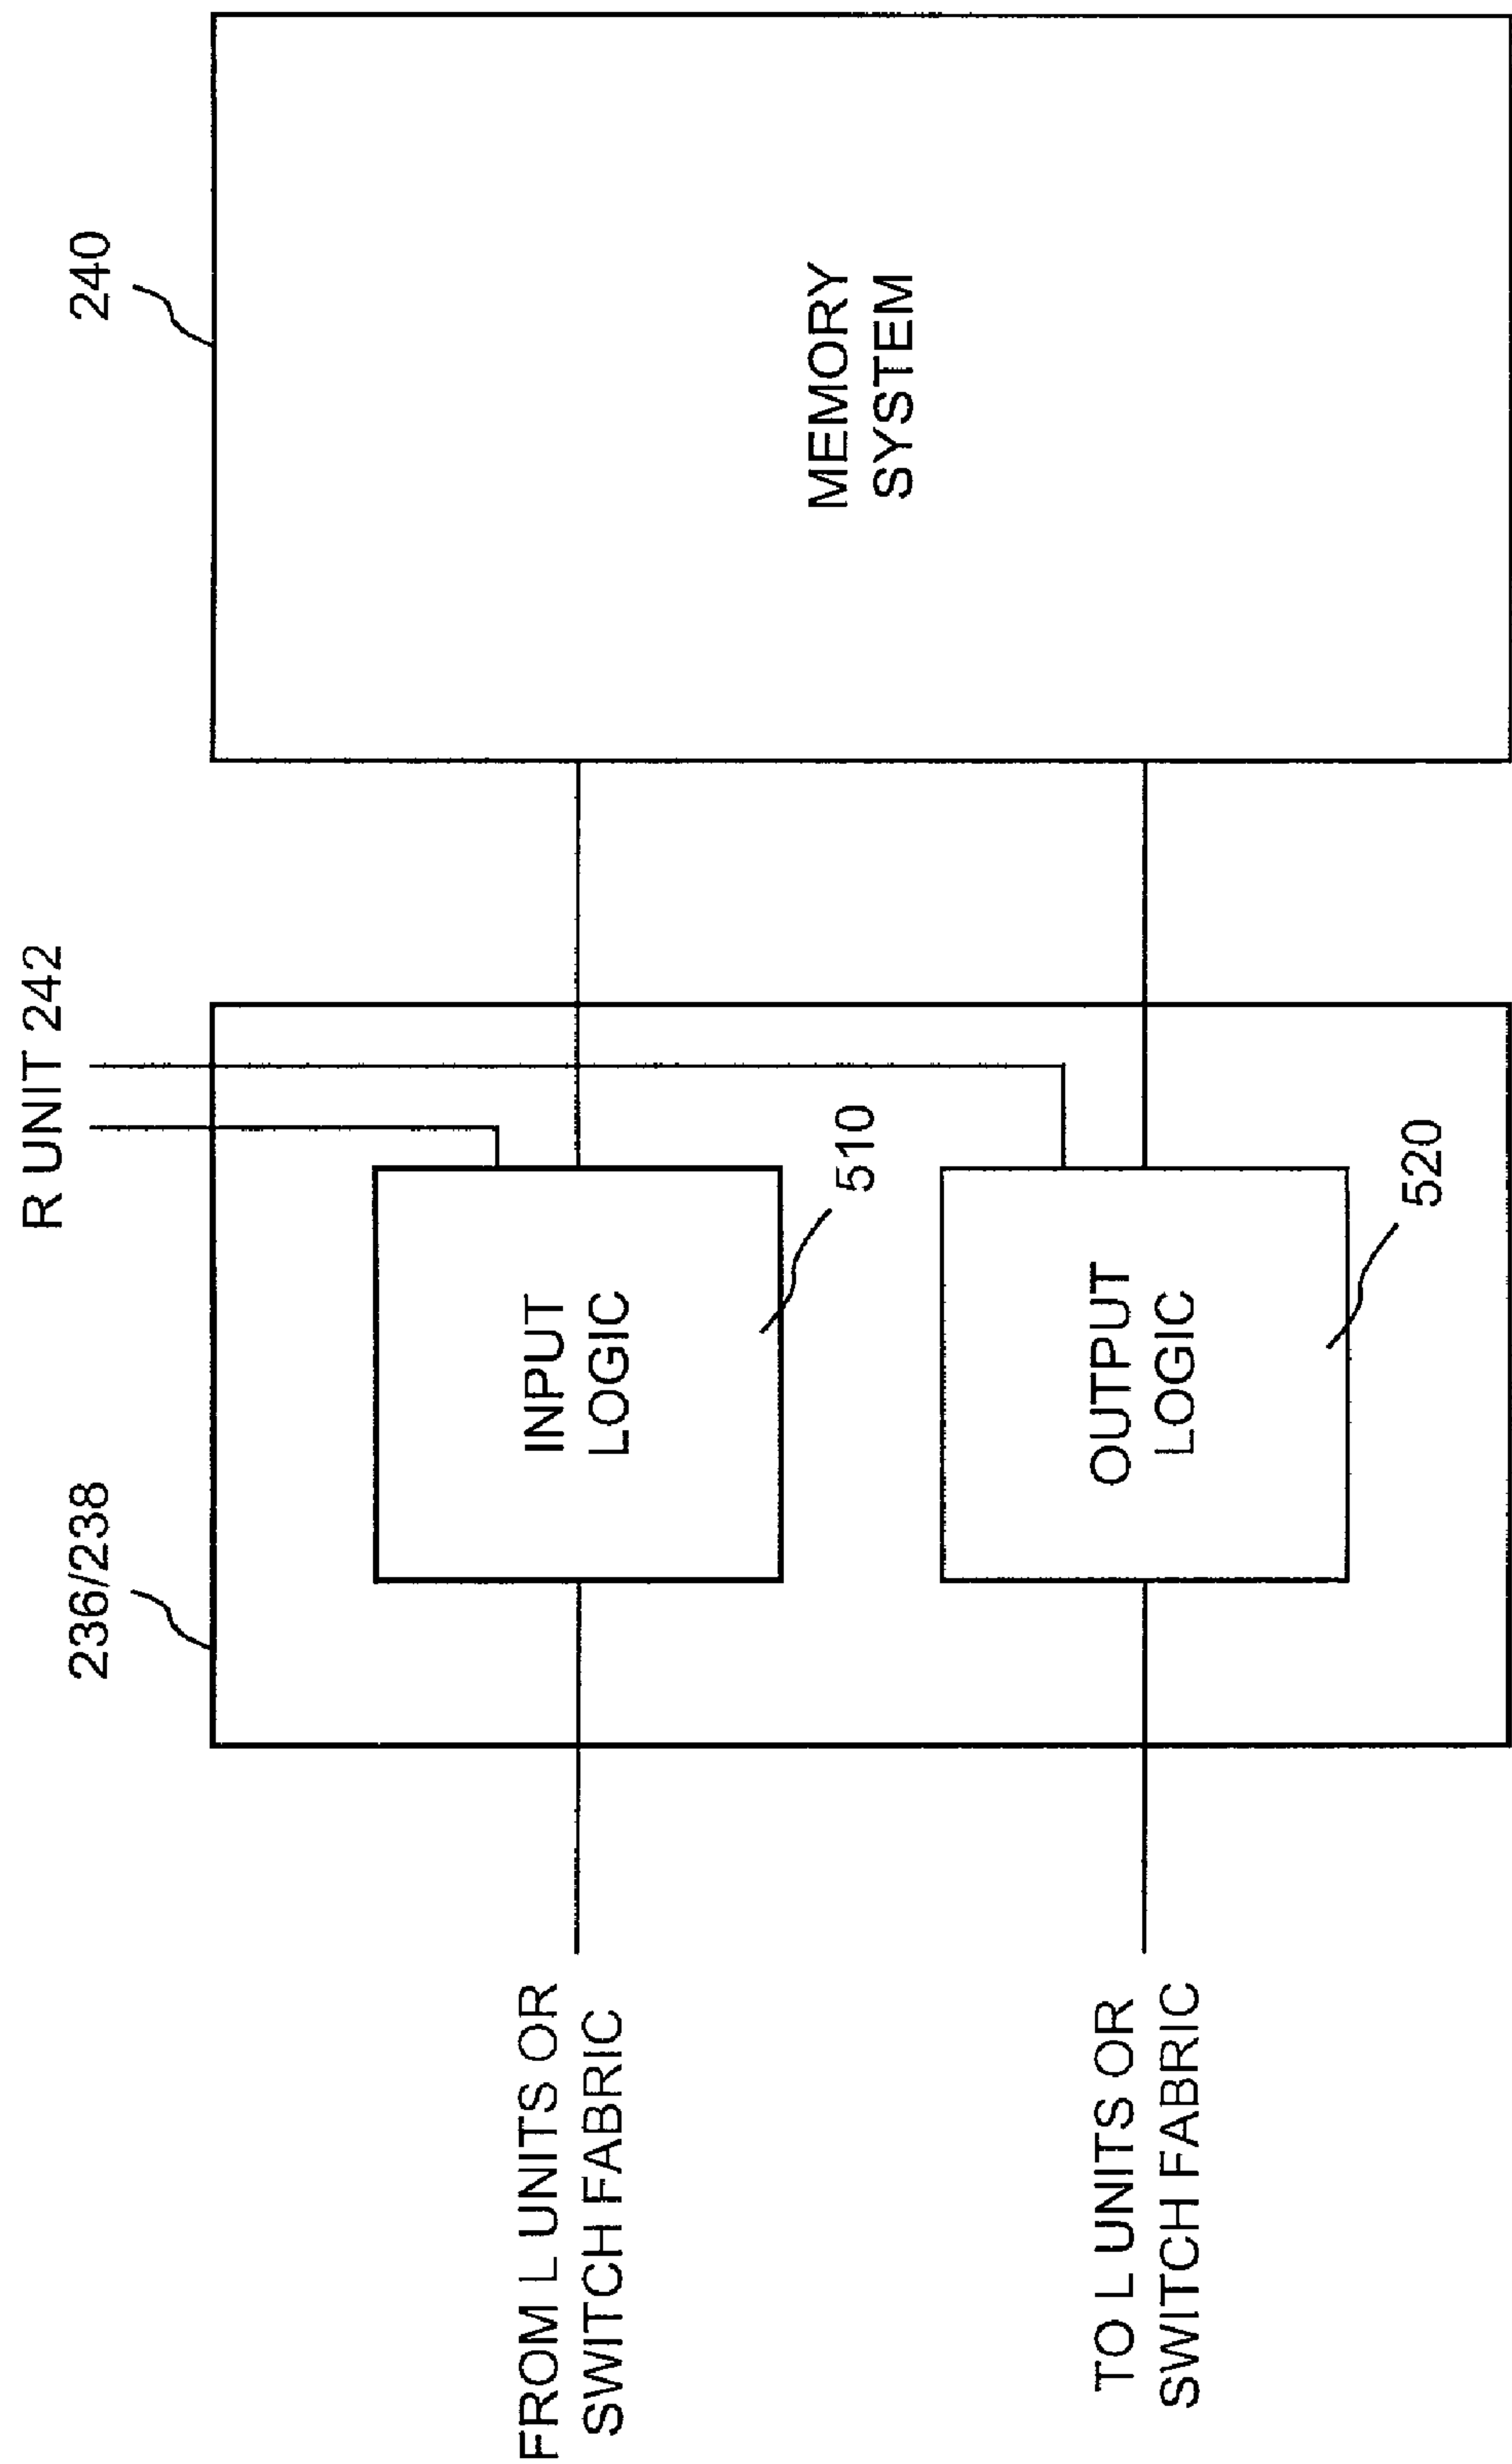 R UNIT 242
236/238
240
FROM L UNITS OR
SWITCH FABRIC
INPUT
LOGIC
510
MEMORY
SYSTEM
TO L UNITS OR
SWITCH FABRIC
OUTPUT
LOGIC
520